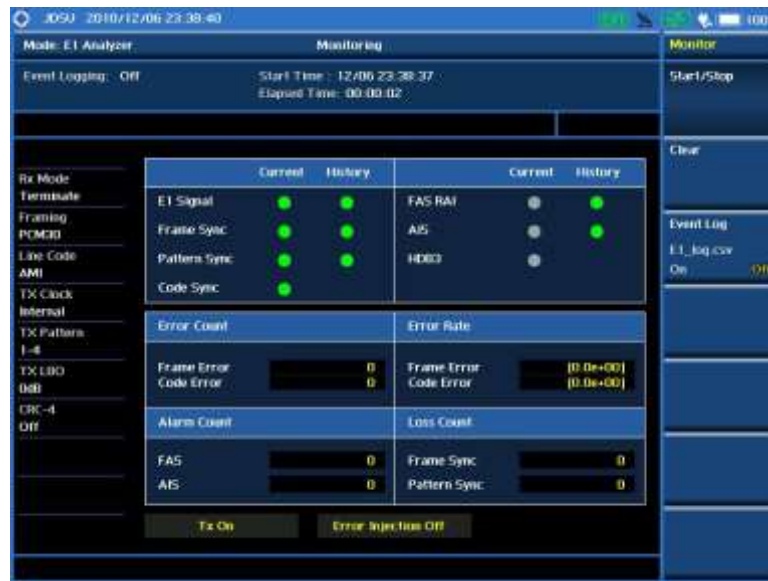 JDSU 2010/12/06 23:38:40
100
Mode: E1 Analyzer Monitoring
Monitor
Event Logging: Off
Start Time : 12/06 23:38:37
Elapsed Time: 00:00:02
Start/Stop
Clear
Event Log
E1_log.csv
On Off
Rx Mode
Terminate
Framing
PCM30
Line Code
AMI
TX Clock
Internal
TX Pattern
1-4
TX LBO
0dB
CRC-4
Off
Current History Current History
E1 Signal FAS RAI
Frame Sync AIS
Pattern Sync HDB3
Code Sync
Error Count Error Rate
Frame Error 0 Frame Error (0.0e+00)
Code Error 0 Code Error (0.0e+00)
Alarm Count Loss Count
FAS 0 Frame Sync 0
AIS 0 Pattern Sync 0
Tx On Error Injection Off